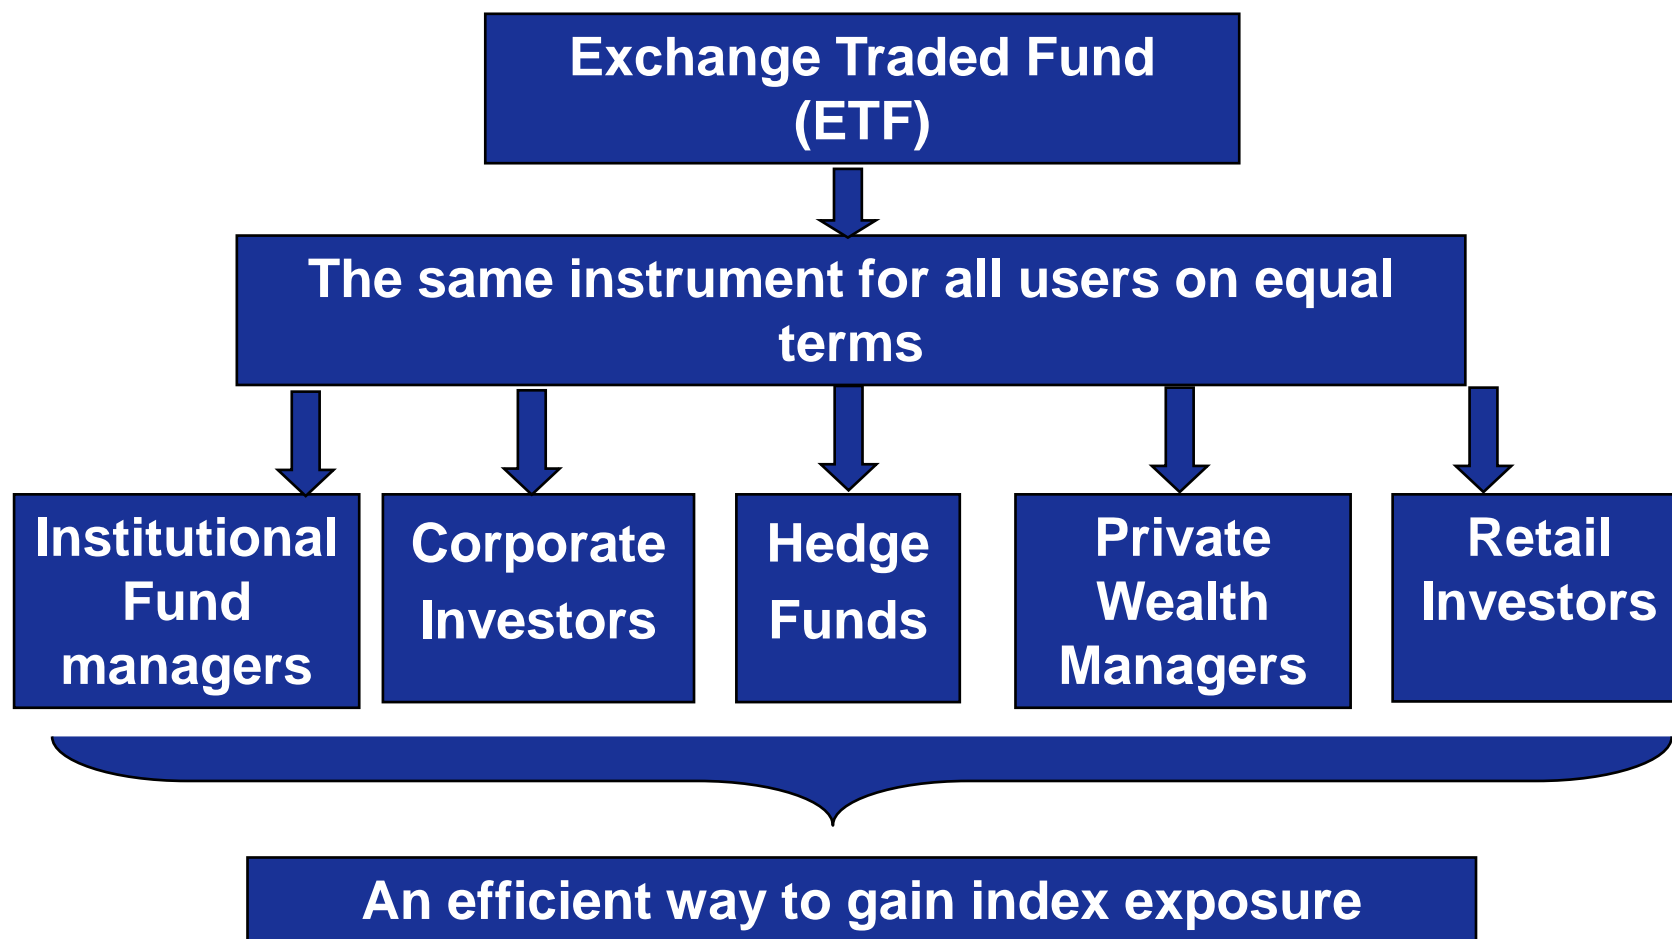 Exchange Traded Fund
(ETF)
The same instrument for all users on equal
terms
Institutional
Fund
managers
Corporate
Investors
Hedge
Funds
Private
Wealth
Managers
Retail
Investors
An efficient way to gain index exposure